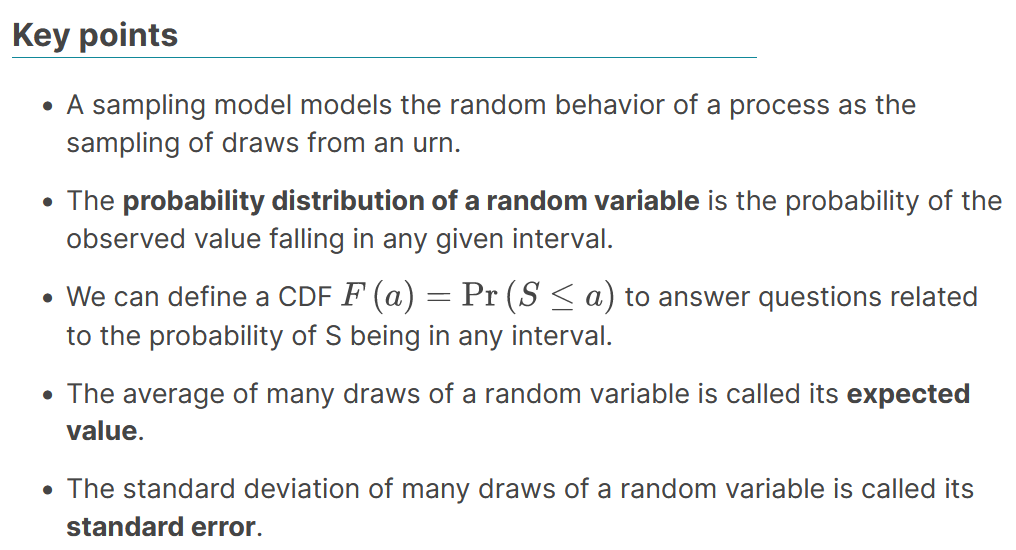 Key points
• A sampling model models the random behavior of a process as the
sampling of draws from an urn.
• The probability distribution of a random variable is the probability of the
observed value falling in any given interval.
• We can define a CDF F (a) = Pr (S ≤ a) to answer questions related
to the probability of S being in any interval.
• The average of many draws of a random variable is called its expected
value.
• The standard deviation of many draws of a random variable is called its
standard error.